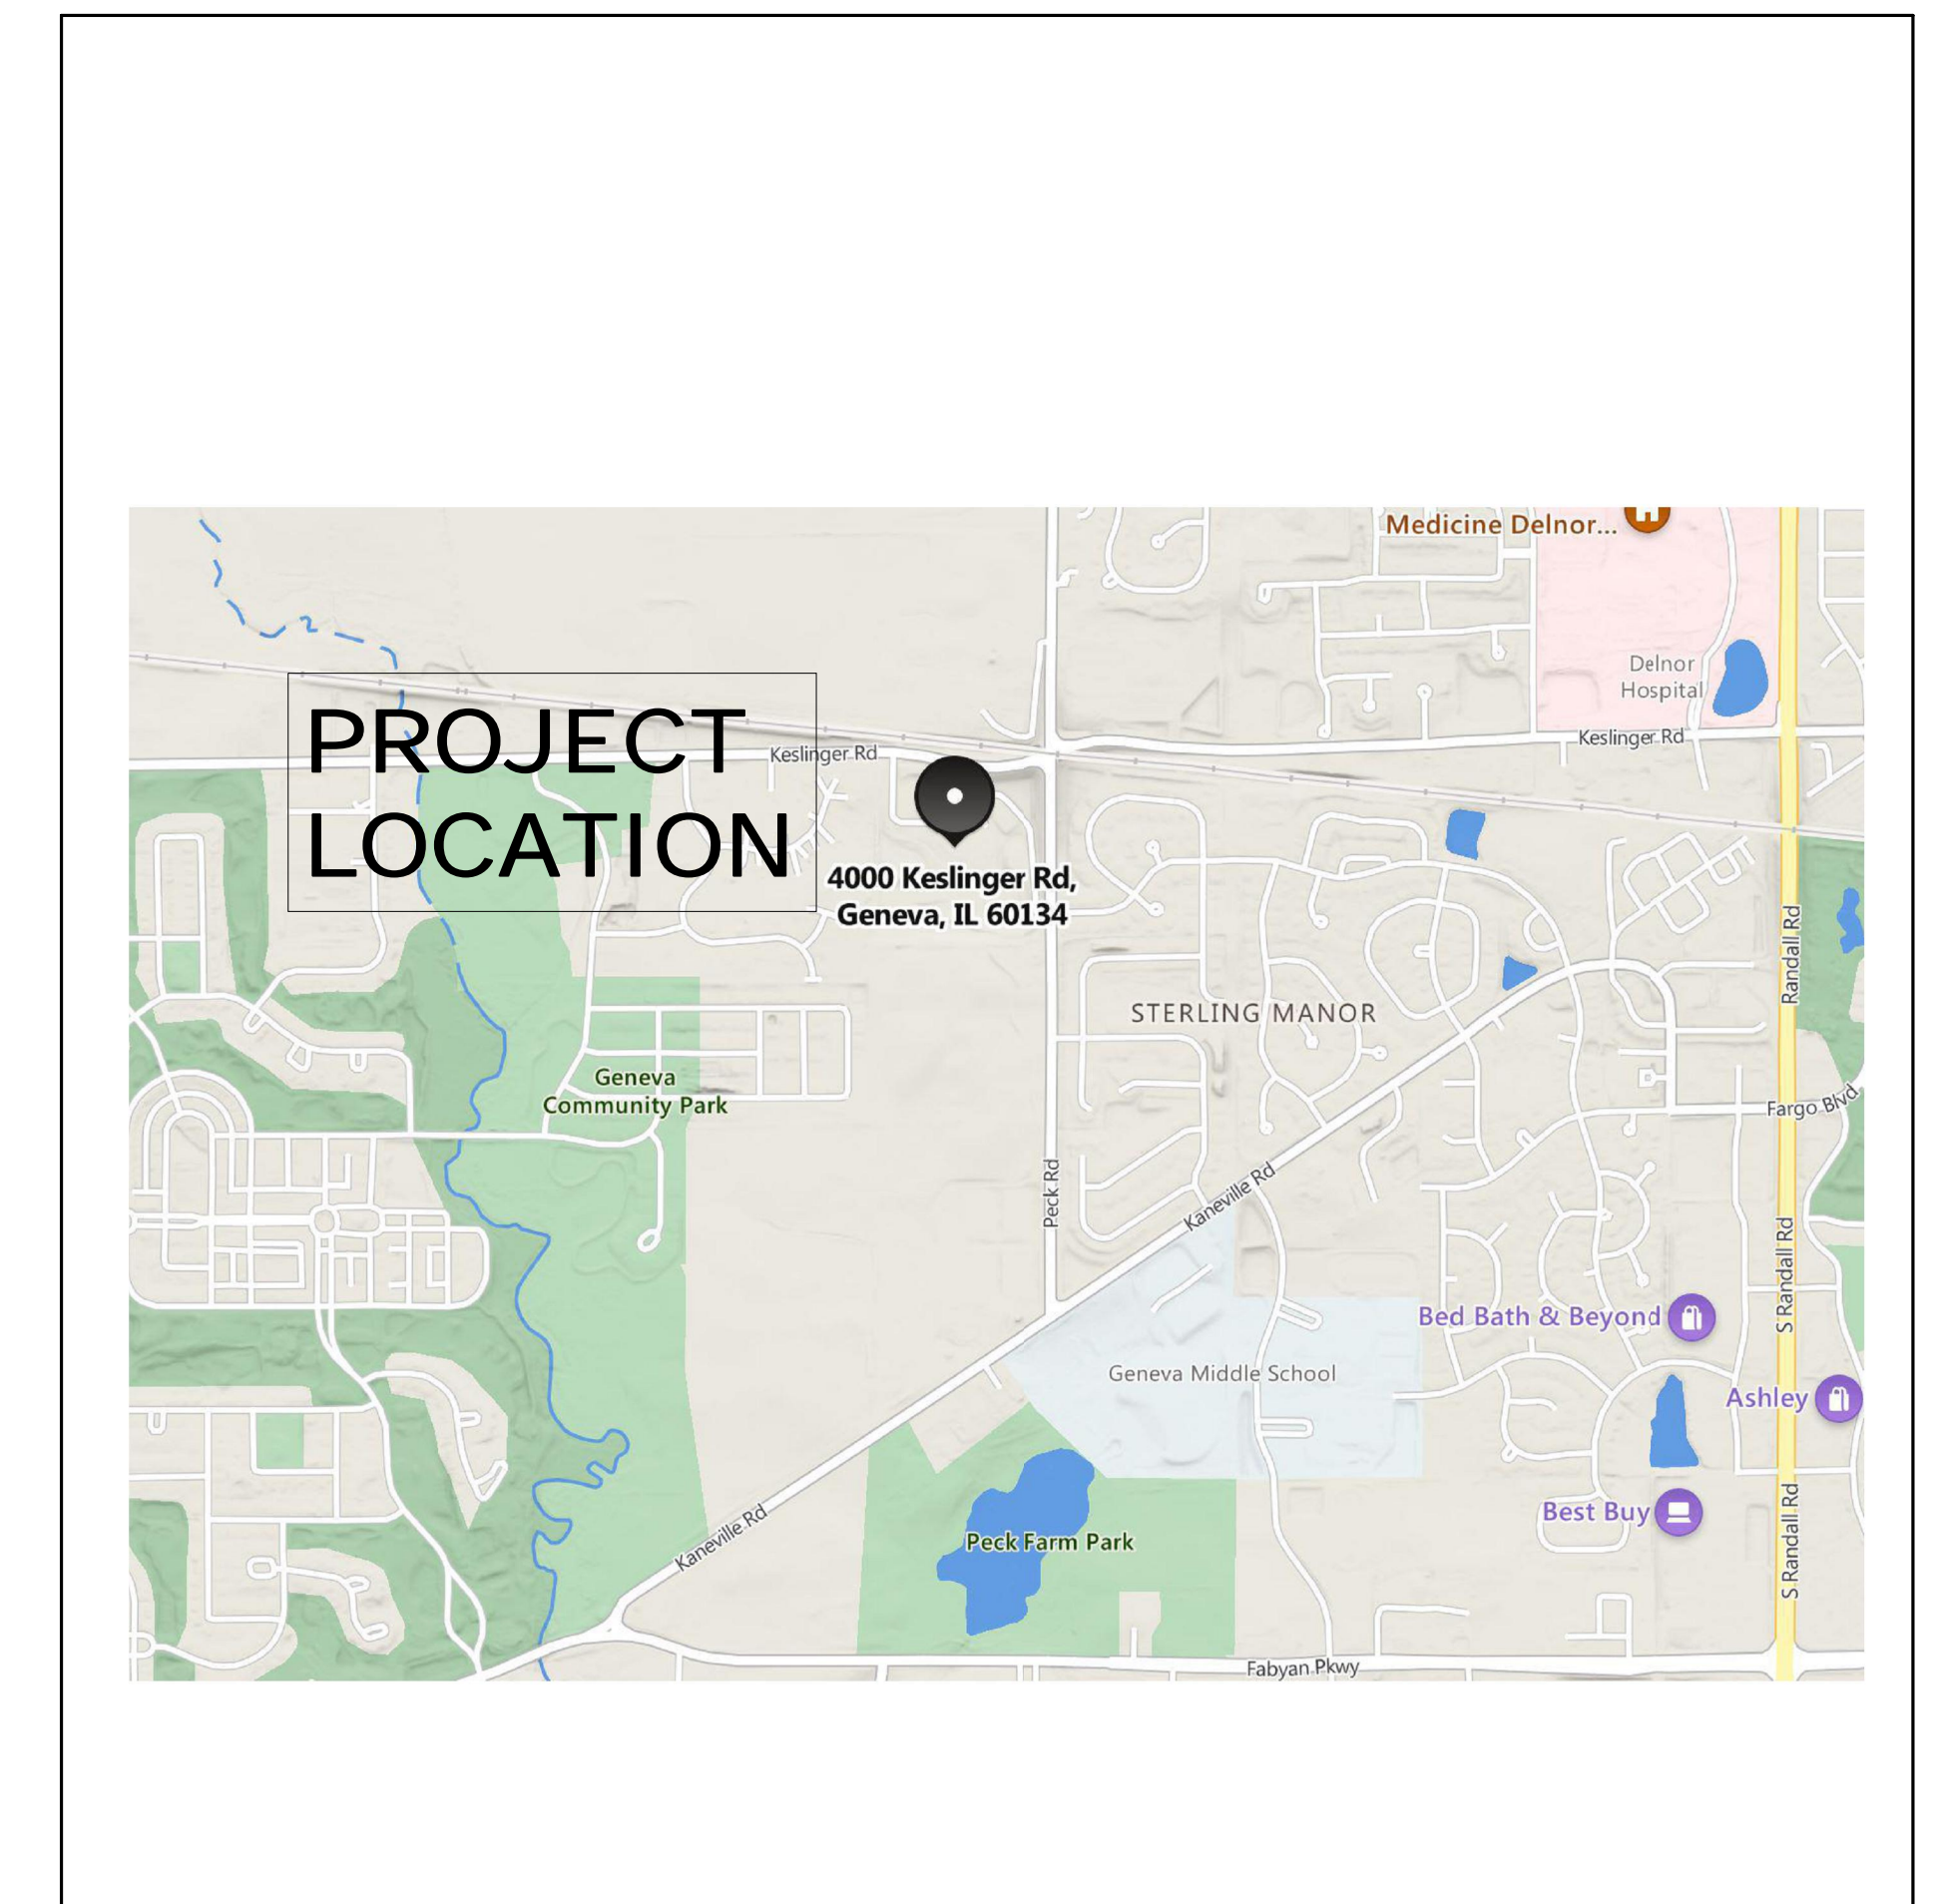 Medicine Delnor...
Delnor
Hospital
PROJECT
LOCATION
Keslinger Rd
Keslinger Rd
4000 Keslinger Rd,
Geneva, IL 60134
Randall Rd
STERLING MANOR
Geneva
Community Park
Fargo Blvd
Peck Rd
Kaneville Rd
S Randall Rd
Bed Bath & Beyond
Geneva Middle School
Ashley
Best Buy
Kaneville Rd
Peck Farm Park
S Randall Rd
Fabyan Pkwy